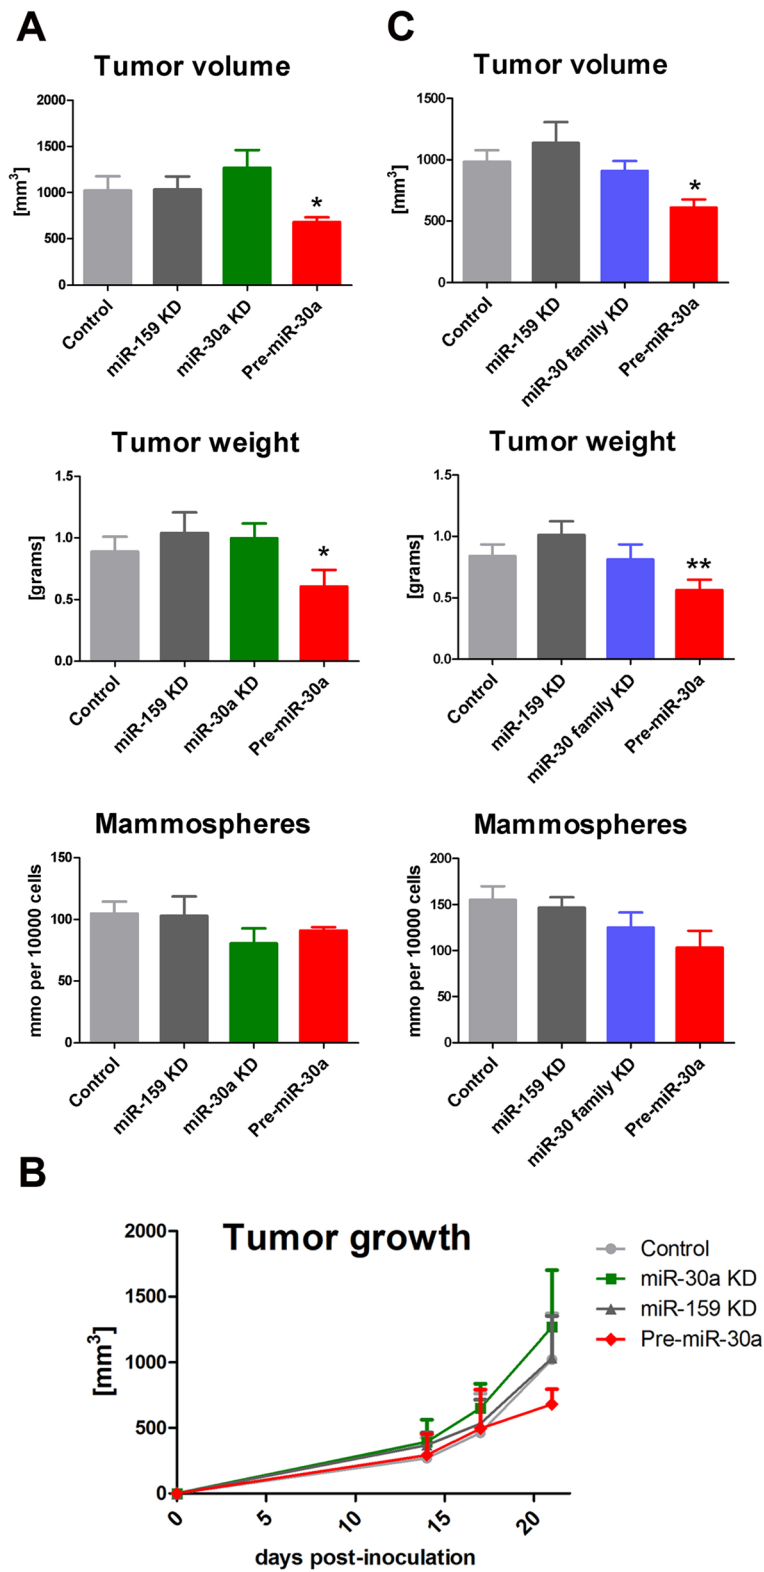 A
Tumor volume
2000
1500
1000
500
0
[mm3]
*
Control
miR-159 KD
miR-30a KD
Pre-miR-30a
C
Tumor volume
1500
1000
500
0
[mm3]
*
Control
miR-159 KD
miR-30 family KD
Pre-miR-30a
Tumor weight
1.5
1.0
0.5
0.0
[grams]
*
Control
miR-159 KD
miR-30a KD
Pre-miR-30a
Tumor weight
1.5
1.0
0.5
0.0
[grams]
**
Control
miR-159 KD
miR-30 family KD
Pre-miR-30a
Mammospheres
150
100
50
0
mmo per 10000 cells
Control
miR-159 KD
miR-30a KD
Pre-miR-30a
Mammospheres
200
150
100
50
0
mmo per 10000 cells
Control
miR-159 KD
miR-30 family KD
Pre-miR-30a
B
Tumor growth
2000
1500
1000
500
0
[mm3]
0
5
10
15
20
days post-inoculation
Control
miR-30a KD
miR-159 KD
Pre-miR-30a